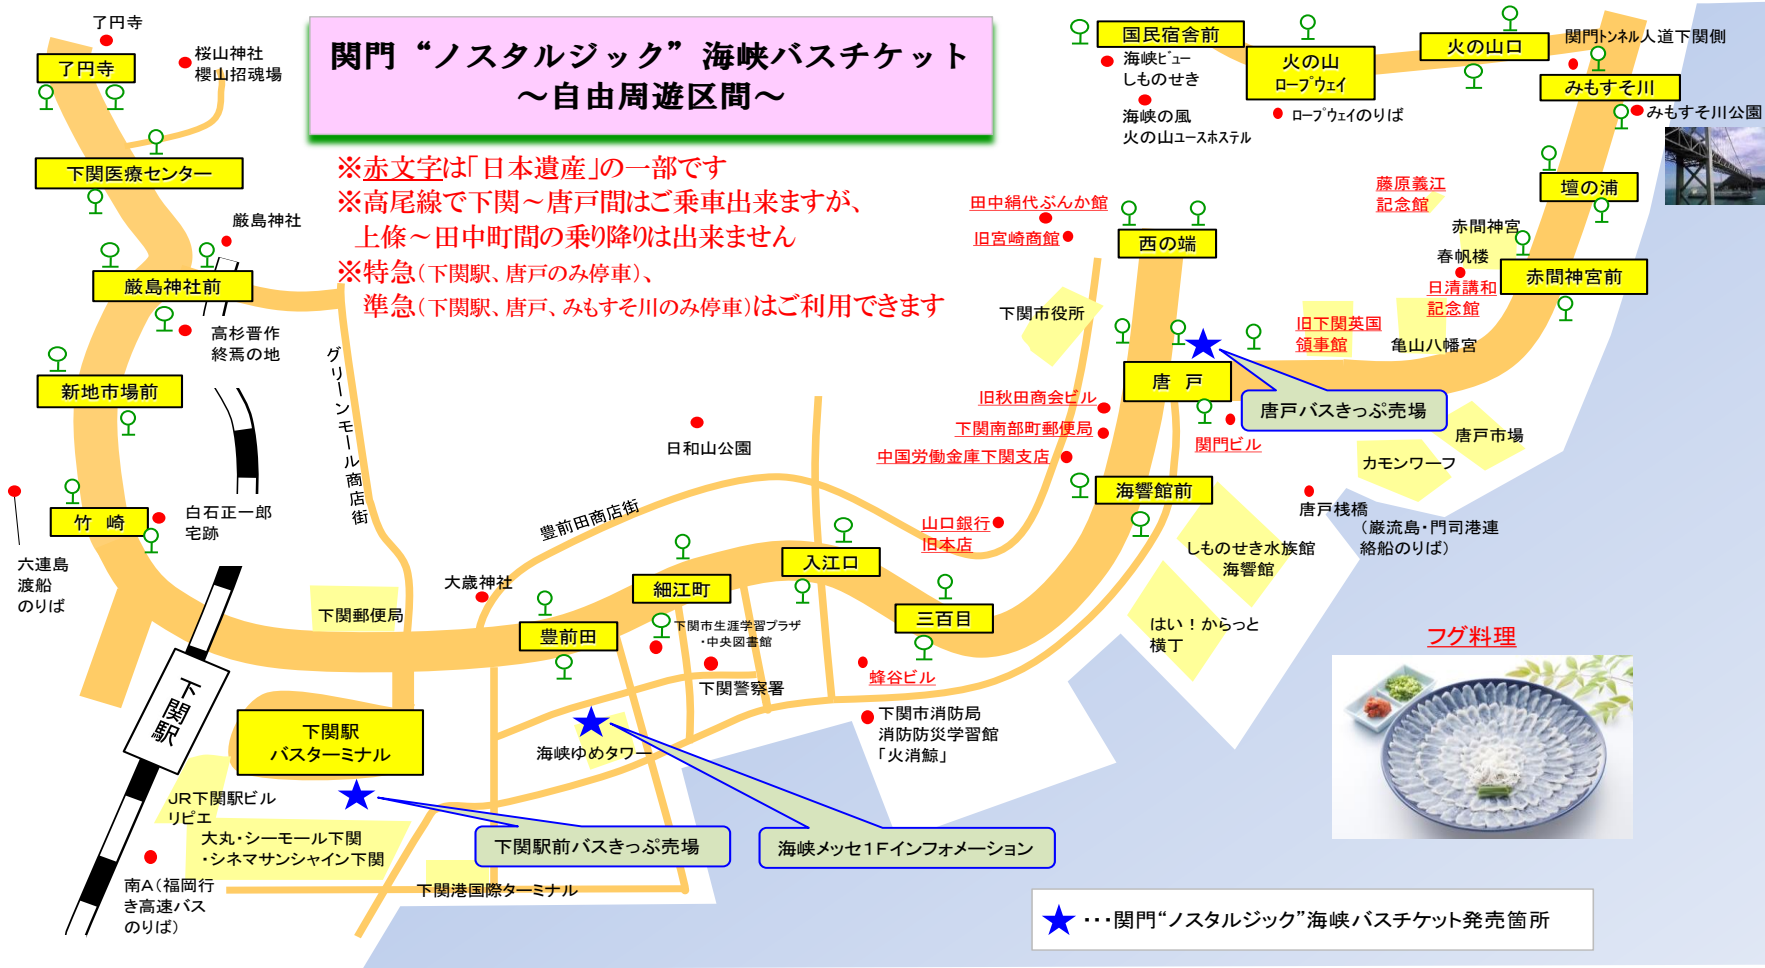 関門“ノスタルジック”海峡バスチケット
～自由周遊区間～
※赤文字は「日本遺産」の一部です
※高尾線で下関～唐戸間はご乗車出来ますが、
上條～田中町間の乗り降りは出来ません
※特急(下関駅、唐戸のみ停車)、
準急(下関駅、唐戸、みもすそ川のみ停車)はご利用できます
了円寺
了円寺
桜山神社
櫻山招魂場
下関医療センター
厳島神社
厳島神社前
高杉晋作
終焉の地
新地市場前
グリーンモール商店街
竹 崎
白石正一郎
宅跡
六連島
渡船
のりば
下関駅
下関郵便局
下関駅
バスターミナル
JR下関駅ビル
リピエ
大丸・シーモール下関
・シネマサンシャイン下関
南A(福岡行
き高速バス
のりば)
下関駅前バスきっぷ売場
下関港国際ターミナル
大歳神社
豊前田商店街
豊前田
日和山公園
細江町
下関市生涯学習プラザ
・中央図書館
下関警察署
海峡ゆめタワー
海峡メッセ1Fインフォメーション
入江口
三百目
蜂谷ビル
下関市消防局
消防防災学習館
「火消鯨」
山口銀行
旧本店
海響館前
しものせき水族館
海響館
はい！からっと
横丁
中国労働金庫下関支店
下関南部町郵便局
旧秋田商会ビル
下関市役所
田中絹代ぶんか館
旧宮崎商館
西の端
唐 戸
唐戸バスきっぷ売場
関門ビル
唐戸桟橋
(巌流島・門司港連
絡船のりば)
カモンワーフ
唐戸市場
旧下関英国
領事館
亀山八幡宮
日清講和
記念館
春帆楼
赤間神宮
赤間神宮前
藤原義江
記念館
壇の浦
みもすそ川
みもすそ川公園
関門トンネル人道下関側
火の山口
火の山
ロープウェイ
ロープウェイのりば
国民宿舎前
海峡ビュー
しものせき
海峡の風
火の山ユースホステル
フグ料理
★・・・関門“ノスタルジック”海峡バスチケット発売箇所